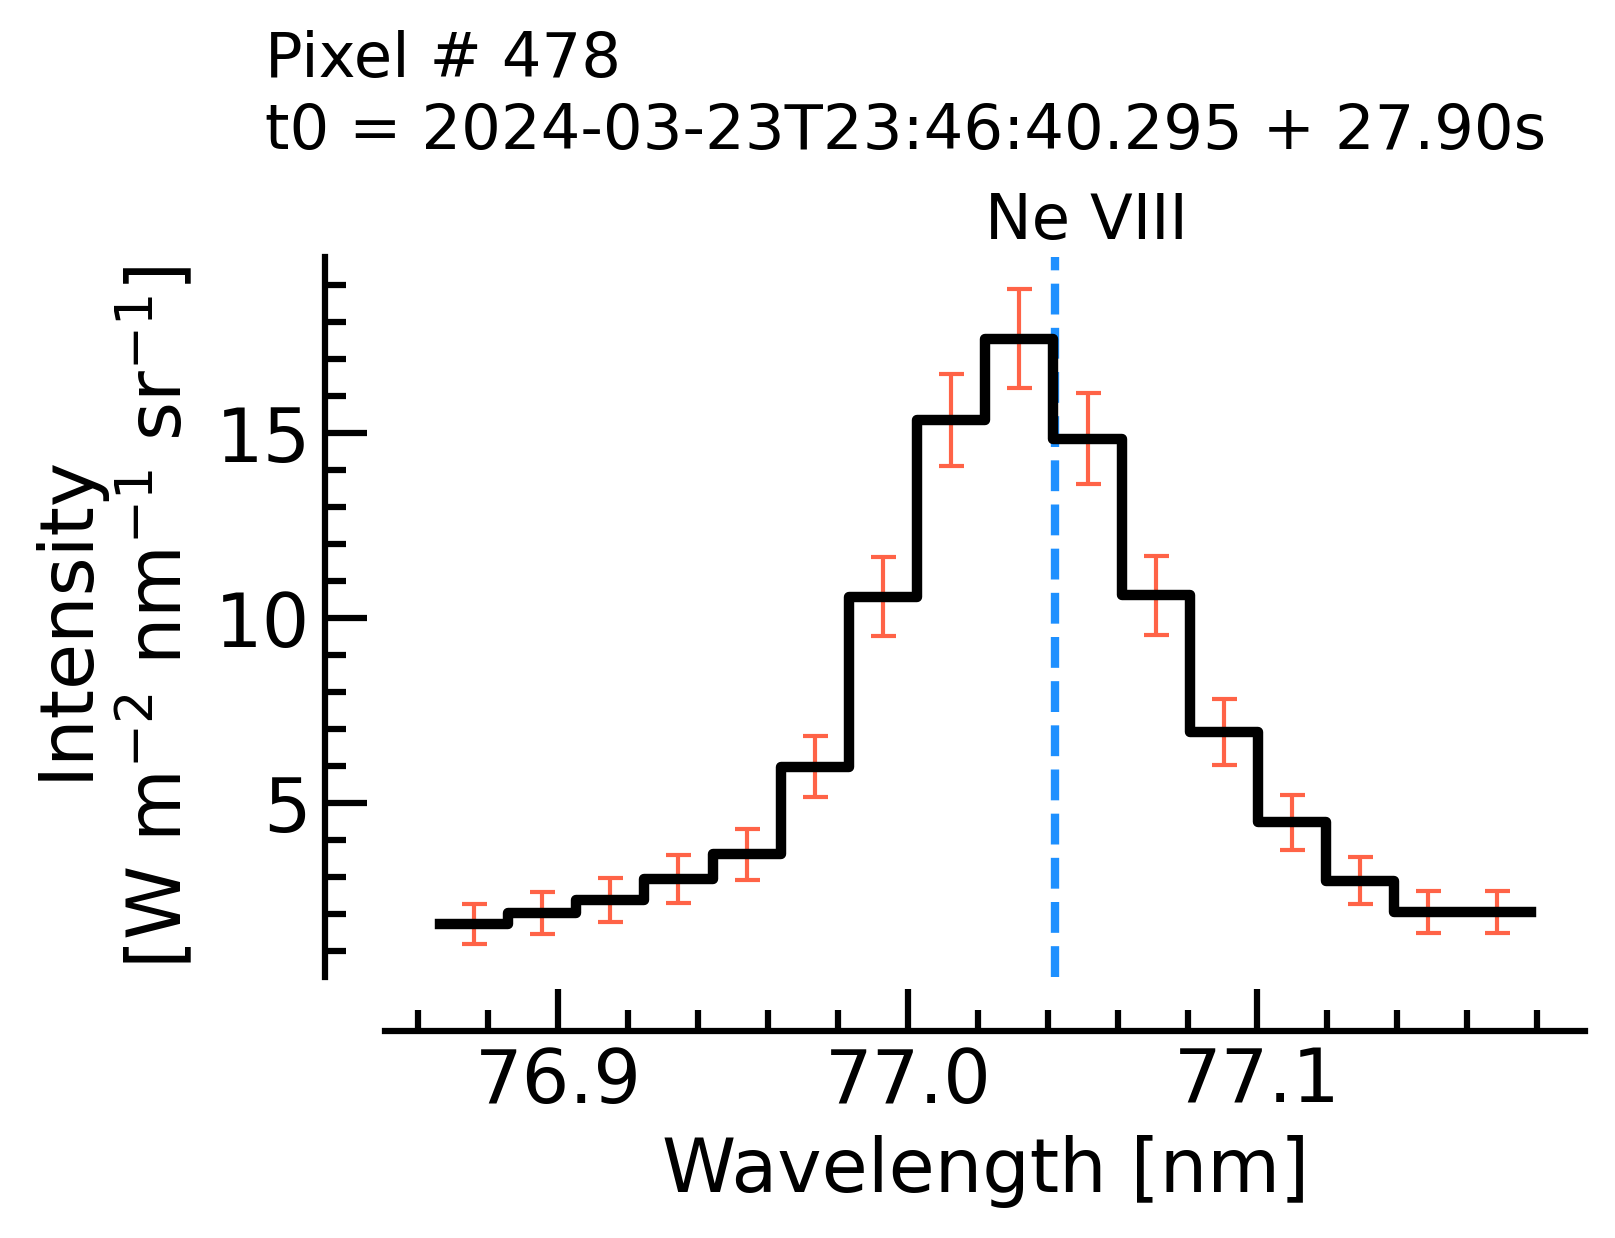 Pixel # 478
t0 = 2024-03-23T23:46:40.295 + 27.90s
Ne VIII
Intensity
[W m⁻² nm⁻¹ sr⁻¹]
15
10
5
76.9 77.0 77.1
Wavelength [nm]